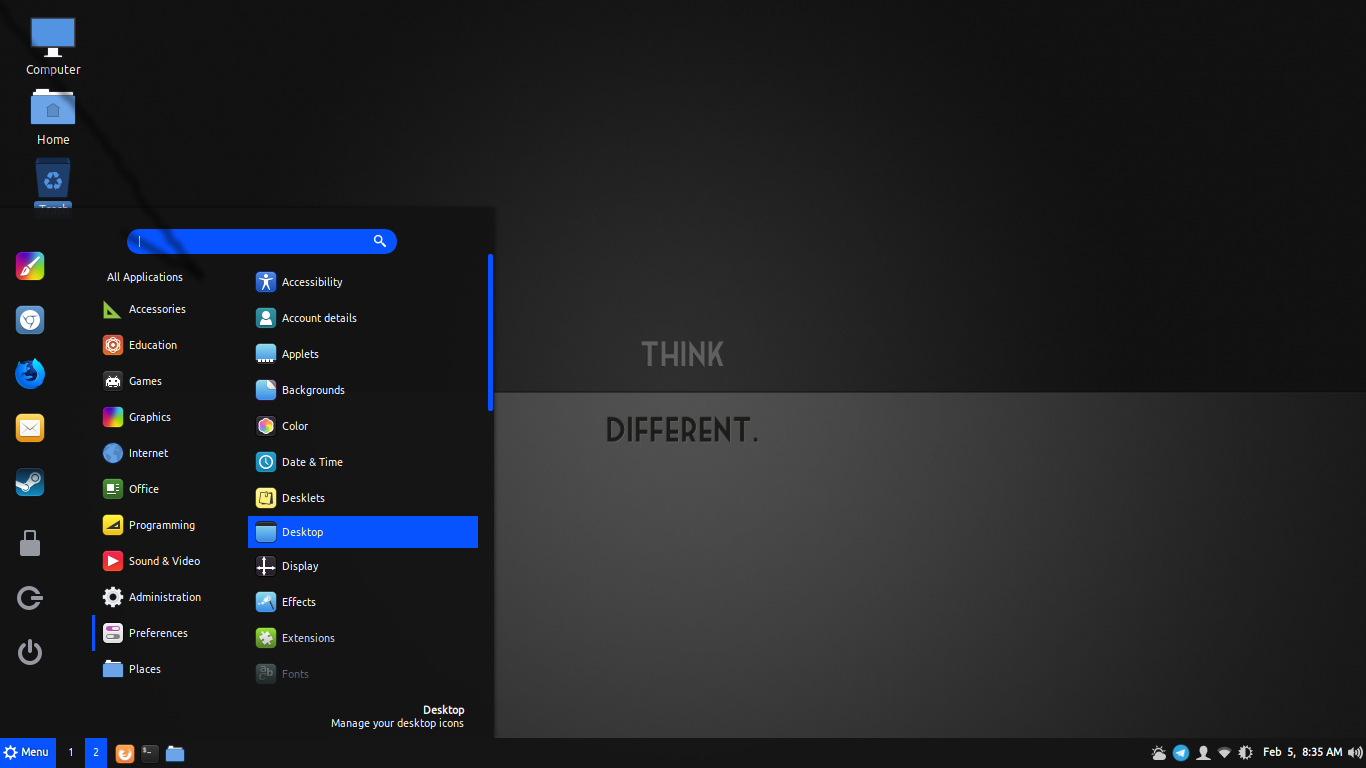 Computer
Home
Trash
All Applications
Accessories
Education
Games
Graphics
Internet
Office
Programming
Sound & Video
Administration
Preferences
Places
Accessibility
Account details
Applets
Backgrounds
Color
Date & Time
Desklets
Desktop
Display
Effects
Extensions
Fonts
Desktop
Manage your desktop icons
THINK
DIFFERENT.
Menu 1 2 Feb 5, 8:35 AM